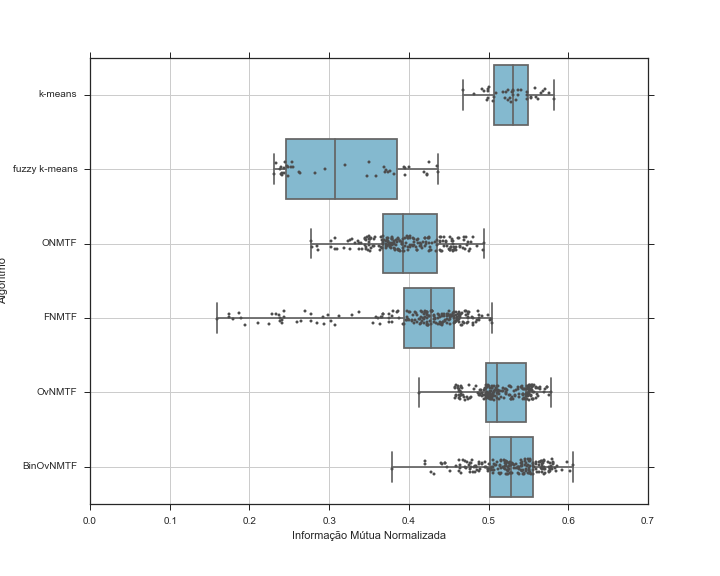 k-means
fuzzy k-means
ONMTF
FNMTF
OvNMTF
BinOvNMTF
Algoritmo
0.0 0.1 0.2 0.3 0.4 0.5 0.6 0.7
Informação Mútua Normalizada